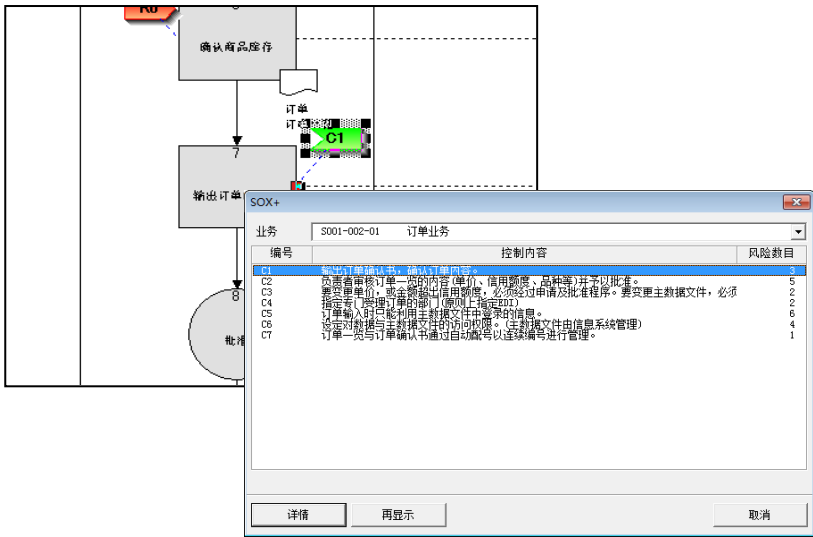 确认商品库存
订单
C1
7
输出订单
8
SOX+
业务 S001-002-01 订单业务
编号 控制内容 风险数目
C1 输出订单确认书，确认订单内容。 3
C2 负责者审核订单一览的内容(单价、信用额度、品种等)并予以批准。 5
C3 要变更单价，或金额超出信用额度，必须经过申请及批准程序。要变更主数据文件，必须 2
C4 指定专门受理订单的部门(原则上指定EDI) 2
C5 订单输入时只能利用主数据文件中登录的信息。 6
C6 设定对数据与主数据文件的访问权限。(主数据文件由信息系统管理) 4
C7 订单一览与订单确认书通过自动配号以连续编号进行管理。 1
详情 再显示 取消